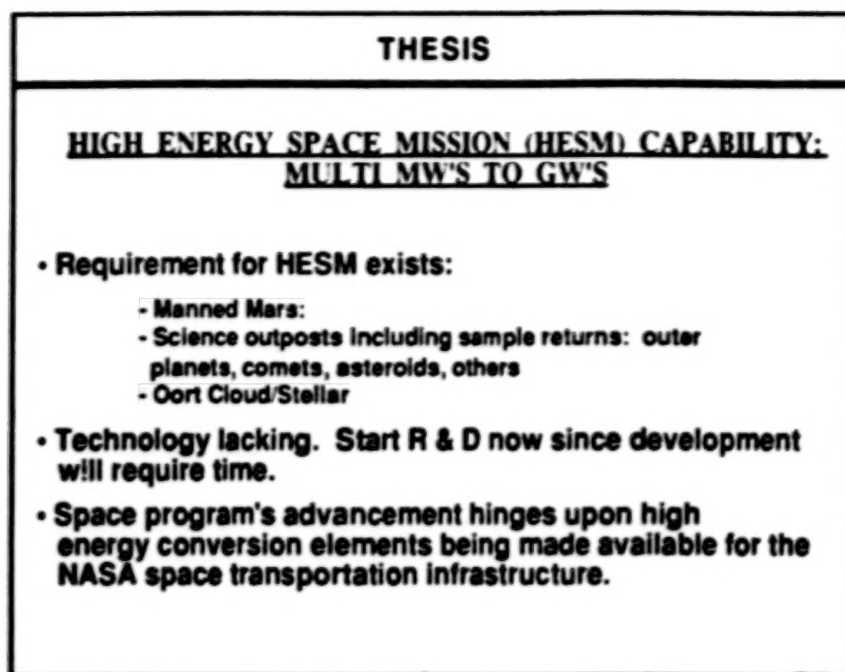 THESIS
HIGH ENERGY SPACE MISSION (HESM) CAPABILITY:
MULTI MW'S TO GW'S
• Requirement for HESM exists:
- Manned Mars:
- Science outposts including sample returns: outer
planets, comets, asteroids, others
- Oort Cloud/Stellar
• Technology lacking. Start R & D now since development
w!ll require time.
• Space program's advancement hinges upon high
energy conversion elements being made available for the
NASA space transportation infrastructure.